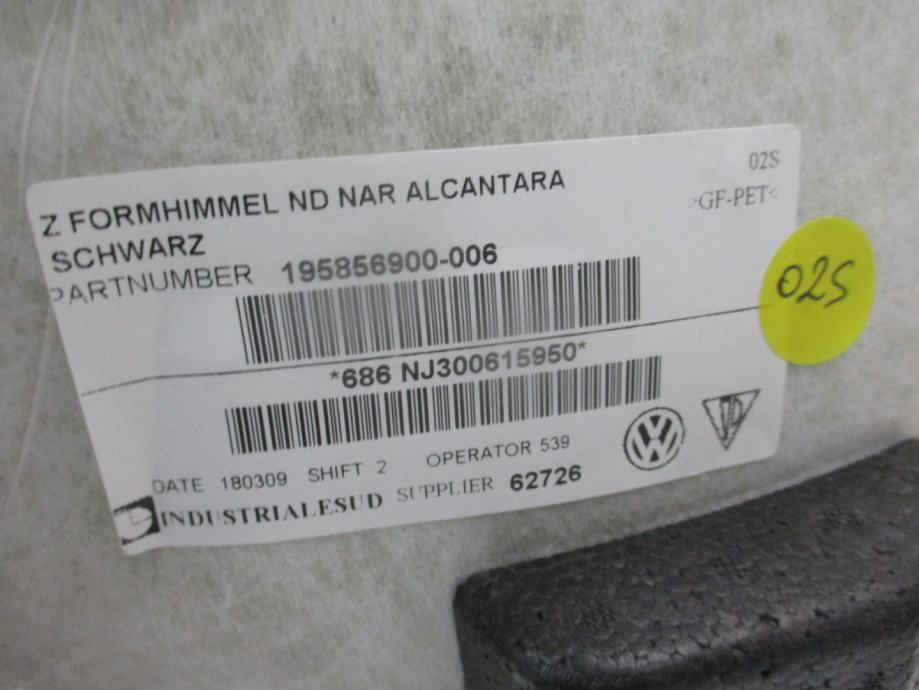 Z FORMHIMMEL ND NAR ALCANTARA
02S
SCHWARZ
>GF-PET<
PARTNUMBER 195856900-006
02S
*686 NJ300615950*
DATE 180309 SHIFT 2 OPERATOR 539
INDUSTRIALESUD SUPPLIER 62726